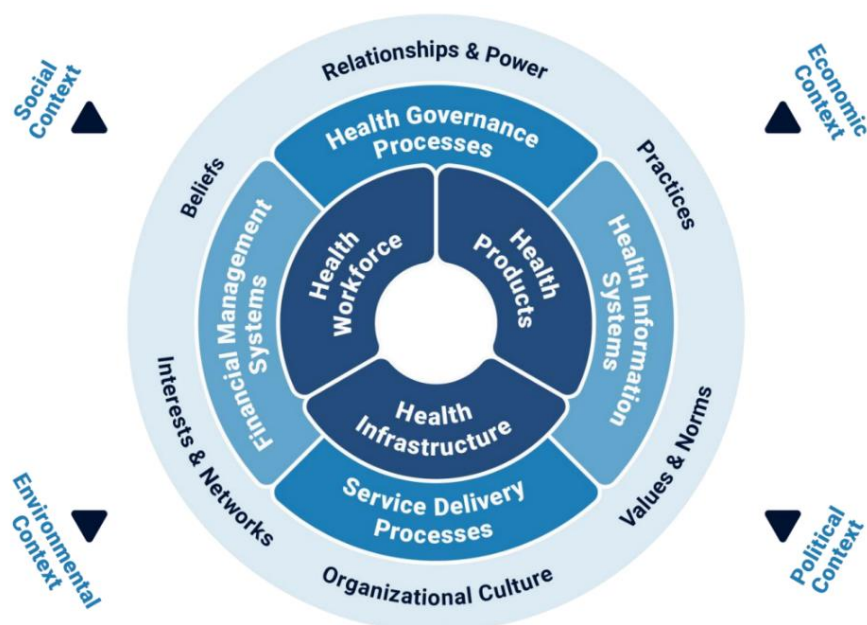 Social
Context
Economic
Context
Relationships & Power
Beliefs
Practices
Health Governance
Processes
Financial Management
Systems
Health Information
Systems
Health
Workforce
Health
Products
Health
Infrastructure
Service Delivery
Processes
Interests & Networks
Values & Norms
Organizational Culture
Environmental
Context
Political
Context